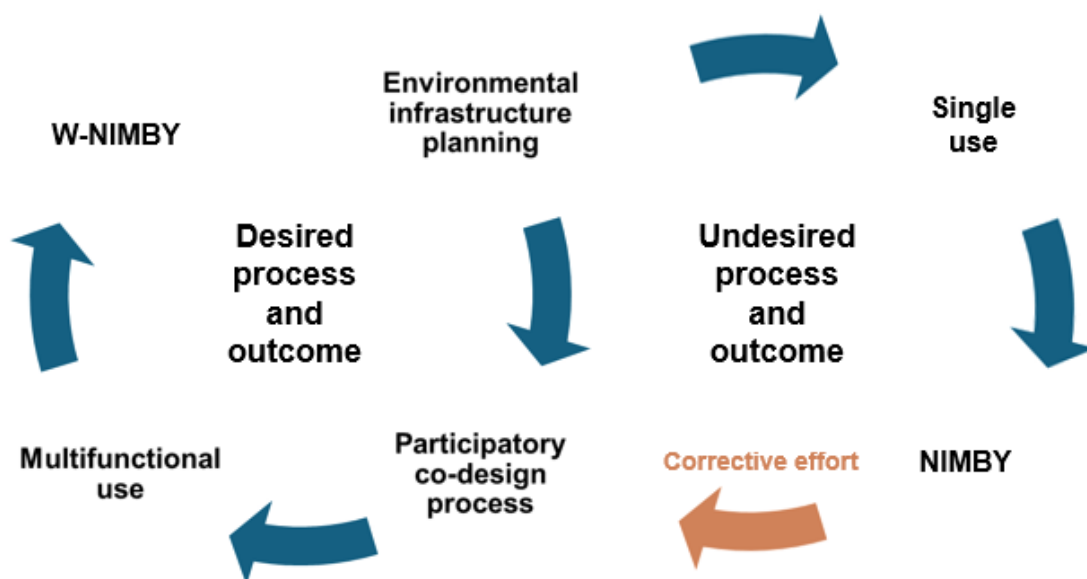 Environmental
infrastructure
planning
Single
use
W-NIMBY
Desired
process
and
outcome
Undesired
process
and
outcome
Multifunctional
use
Participatory
co-design
process
Corrective effort
NIMBY